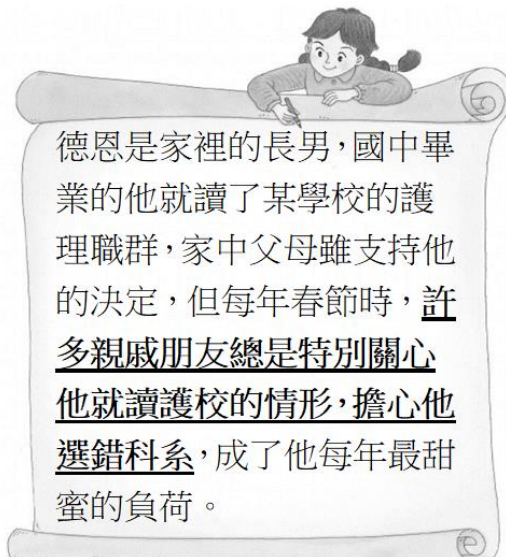 德恩是家裡的長男，國中畢
業的他就讀了某學校的護
理職群，家中父母雖支持他
的決定，但每年春節時，許
多親戚朋友總是特別關心
他就讀護校的情形，擔心他
選錯科系，成了他每年最甜
蜜的負荷。